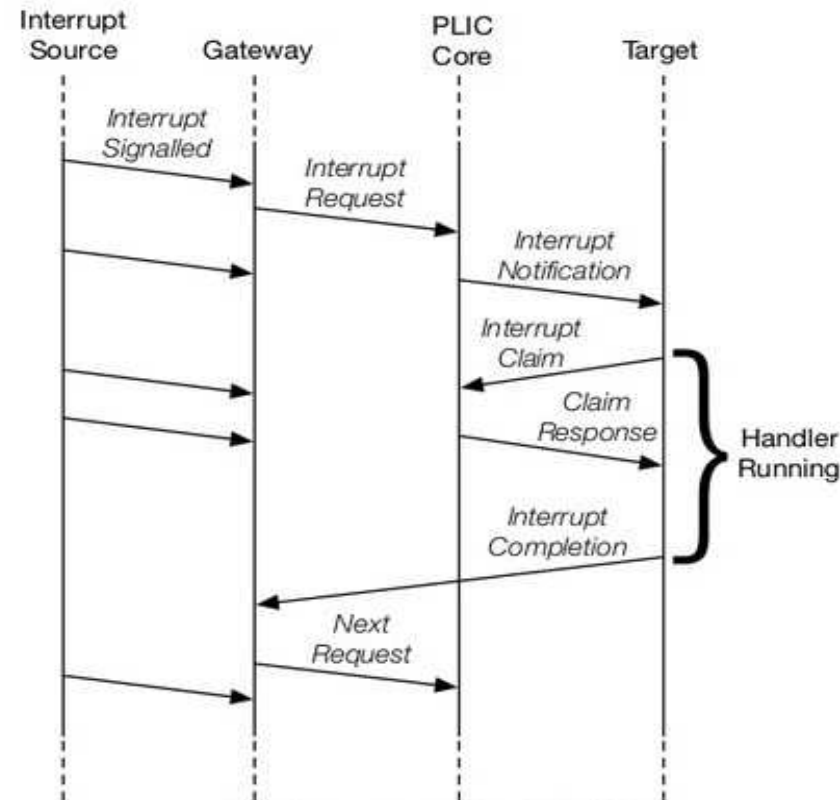 Interrupt
Source
Gateway
PLIC
Core
Target
Interrupt
Signalled
Interrupt
Request
Interrupt
Notification
Interrupt
Claim
Claim
Response
Handler
Running
Interrupt
Completion
Next
Request